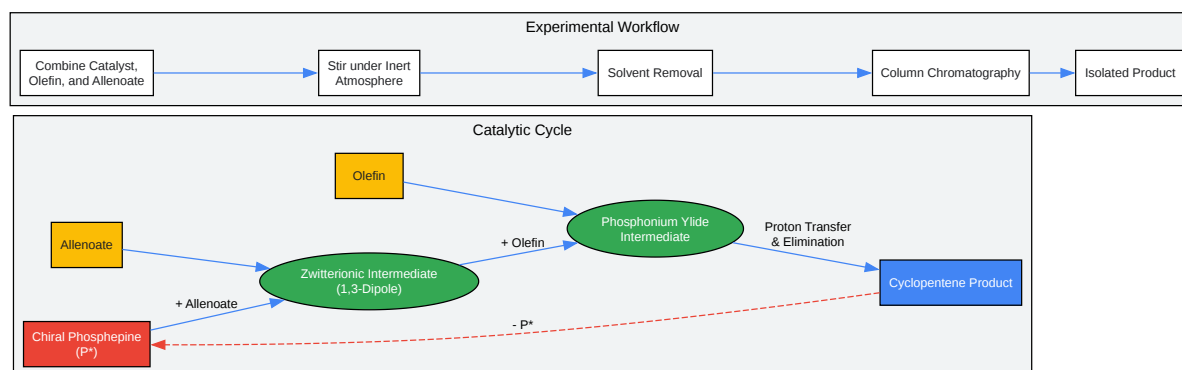 Experimental Workflow
Combine Catalyst,
Olefin, and Allenoate
Stir under Inert
Atmosphere
Solvent Removal
Column Chromatography
Isolated Product
Catalytic Cycle
Olefin
Allenoate
Phosphonium Ylide
Intermediate
Proton Transfer
& Elimination
+ Olefin
Zwitterionic Intermediate
(1,3-Dipole)
Cyclopentene Product
+ Allenoate
- P*
Chiral Phosphepine
(P*)